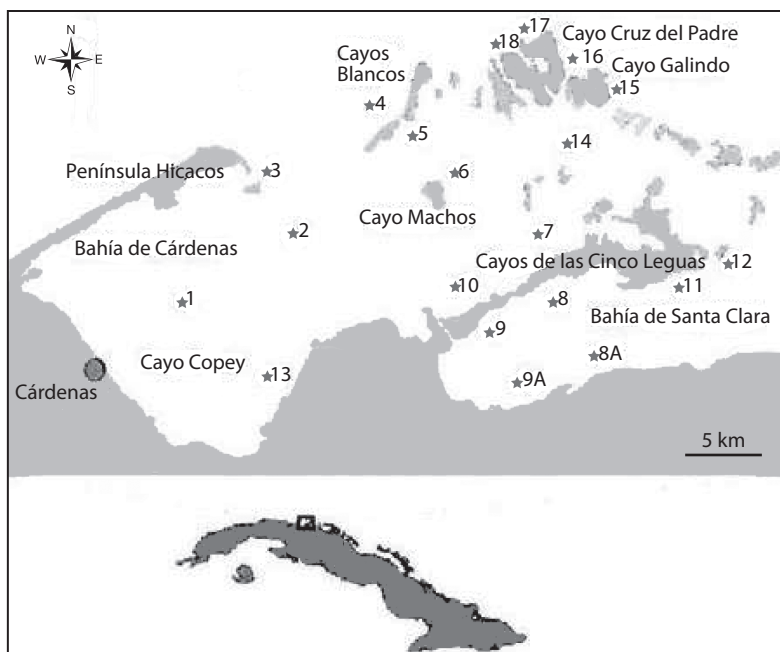 N
W E
S
17
18
Cayo Cruz del Padre
16
Cayo Galindo
15
Cayos
Blancos
4
5
14
Península Hicacos
3
6
Cayo Machos
2
7
Bahía de Cárdenas
Cayos de las Cinco Leguas
12
10
11
1
8
Bahía de Santa Clara
9
8A
Cayo Copey
13
9A
Cárdenas
5 km